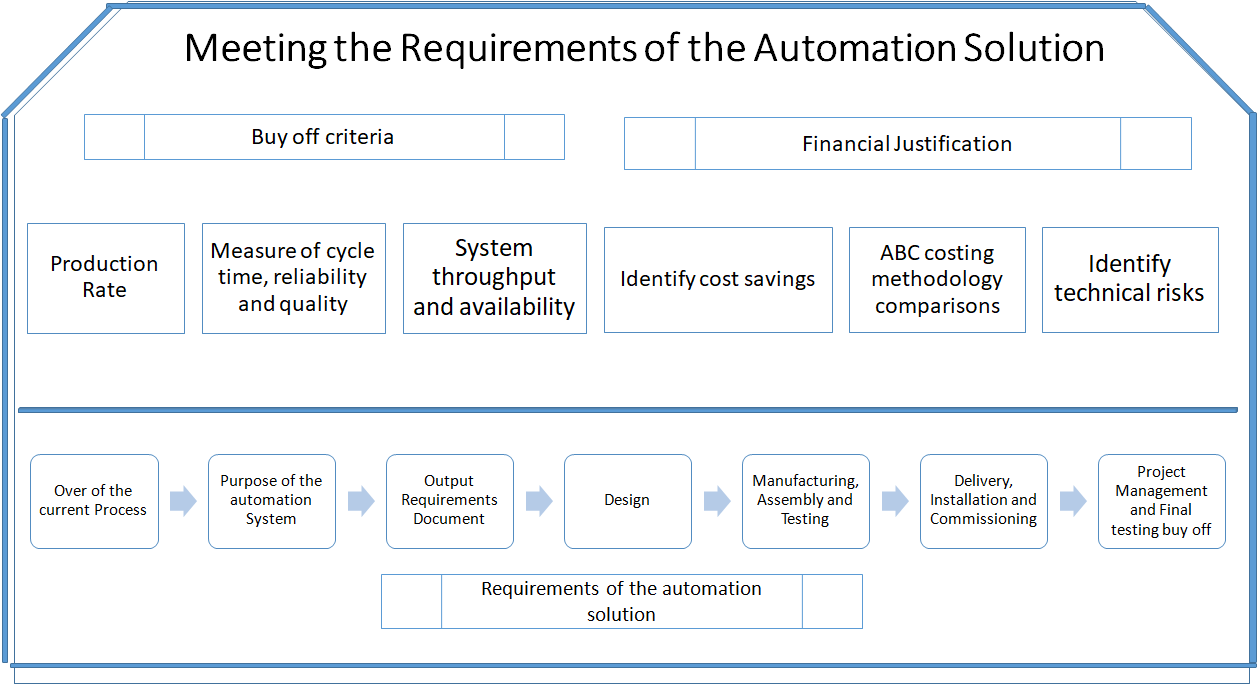 Meeting the Requirements of the Automation Solution
Buy off criteria
Financial Justification
Production
Rate
Measure of cycle
time, reliability
and quality
System
throughput
and availability
Identify cost savings
ABC costing
methodology
comparisons
Identify
technical risks
Over of the
current Process
Purpose of the
automation
System
Output
Requirements
Document
Design
Manufacturing,
Assembly and
Testing
Delivery,
Installation and
Commissioning
Project
Management
and Final
testing buy off
Requirements of the automation
solution